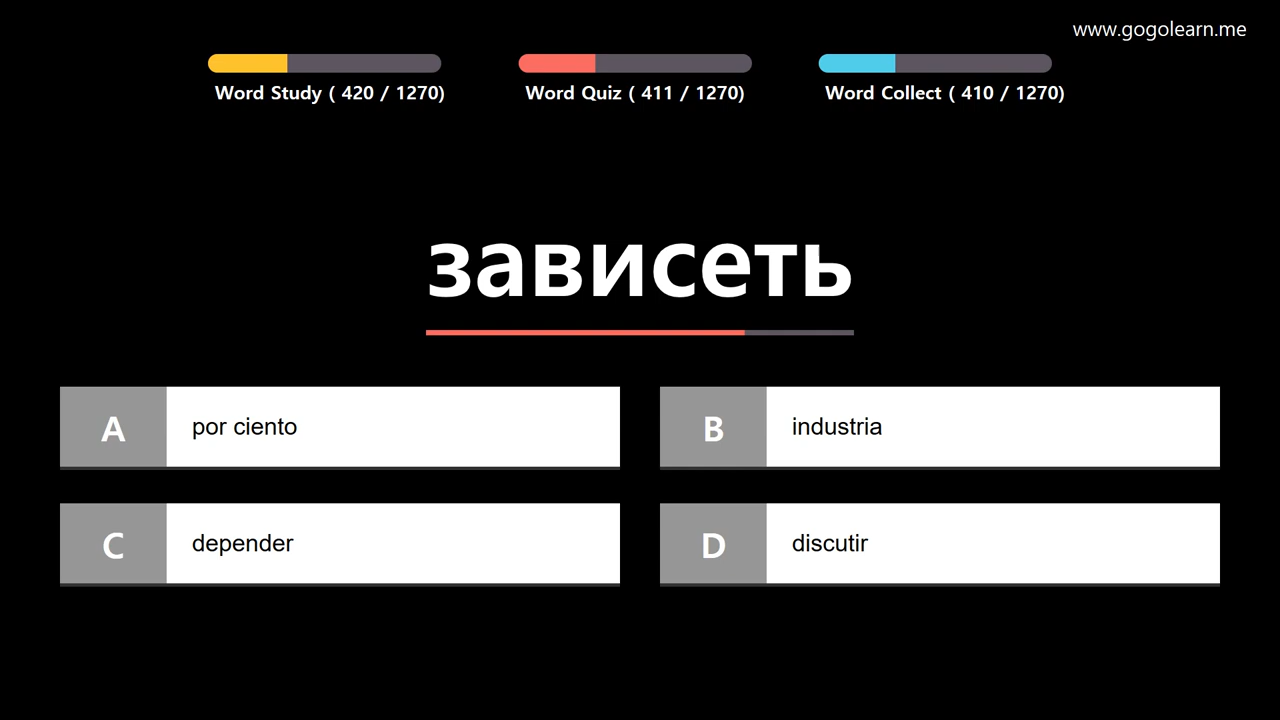 www.gogolearn.me
Word Study ( 420 / 1270)
Word Quiz ( 411 / 1270)
Word Collect ( 410 / 1270)
зависеть
A
por ciento
B
industria
C
depender
D
discutir